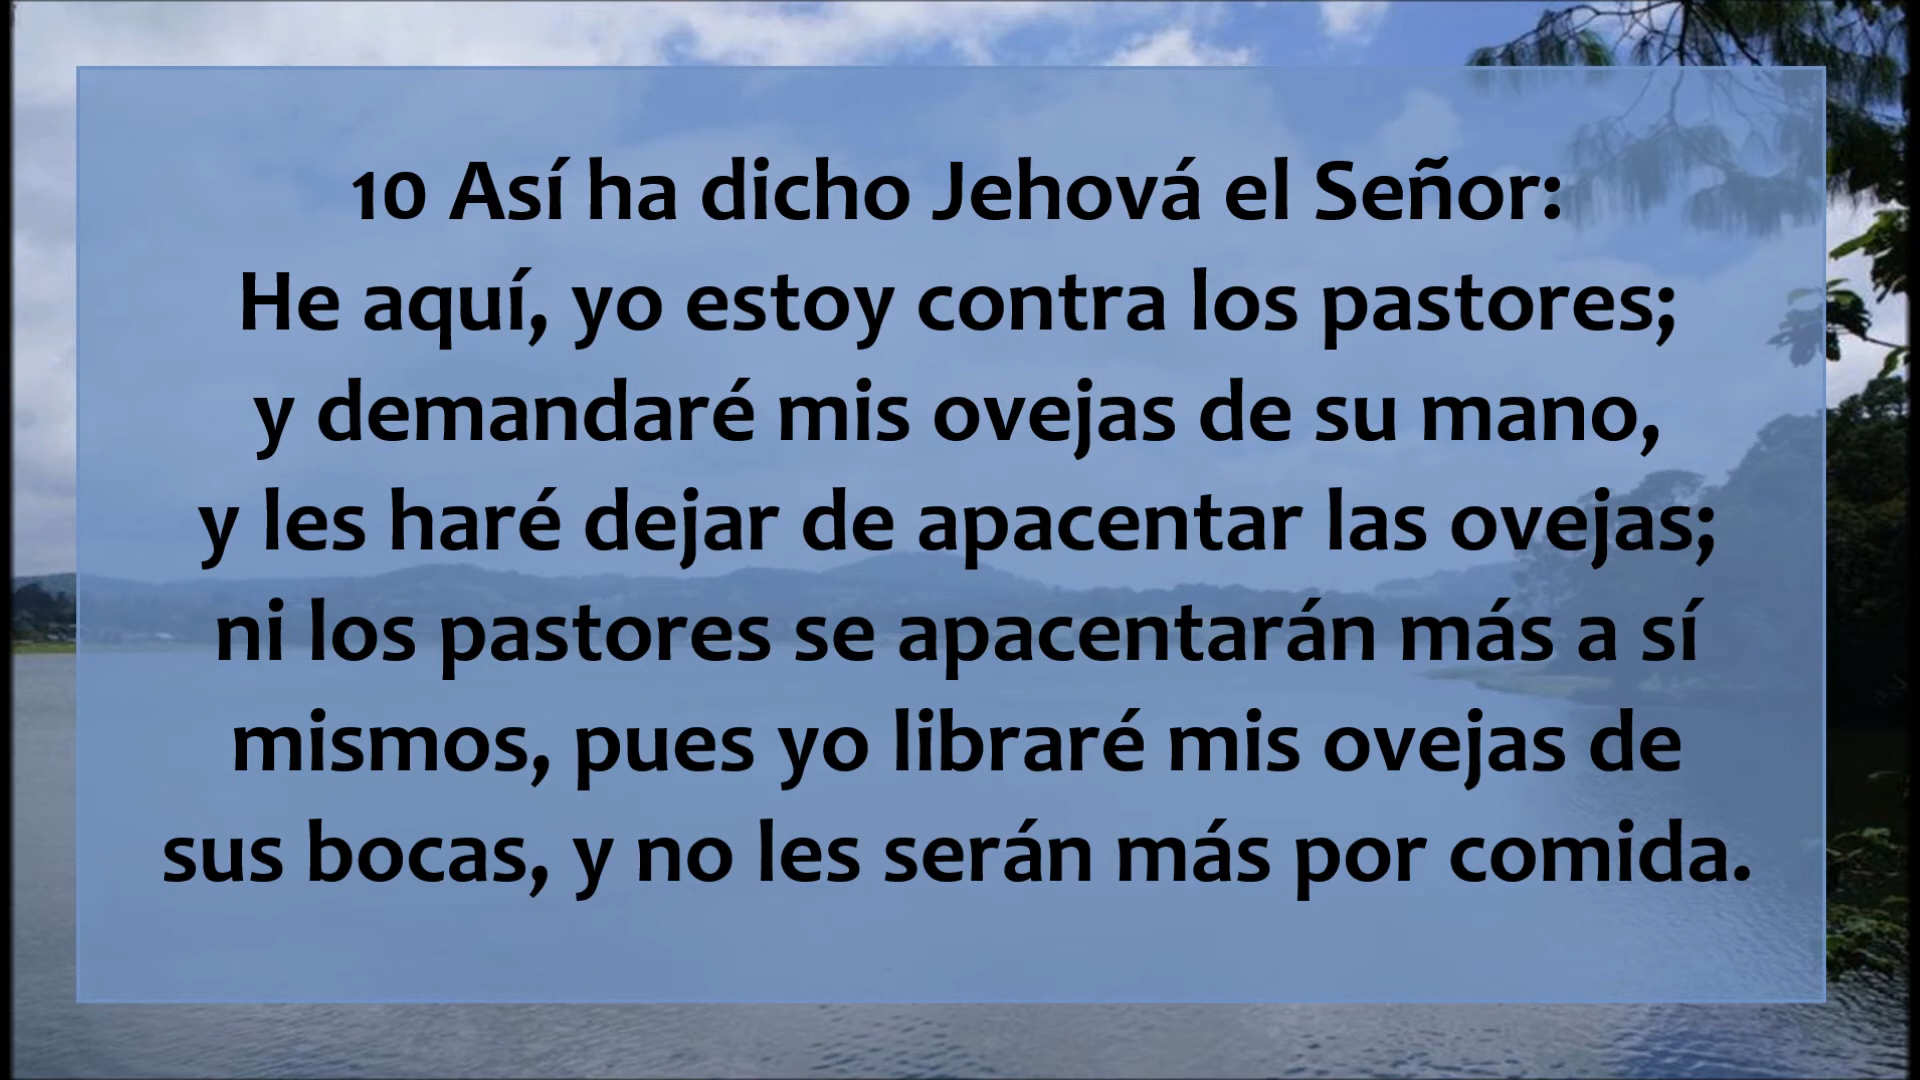 10 Así ha dicho Jehová el Señor:
He aquí, yo estoy contra los pastores;
y demandaré mis ovejas de su mano,
y les haré dejar de apacentar las ovejas;
ni los pastores se apacentarán más a sí
mismos, pues yo libraré mis ovejas de
sus bocas, y no les serán más por comida.